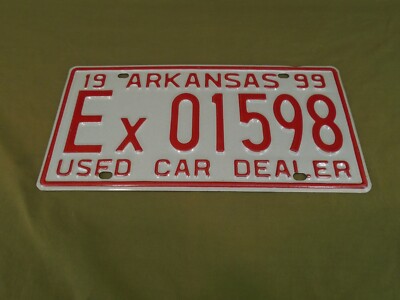 19 ARKANSAS 99
Ex 01598
USED CAR DEALER